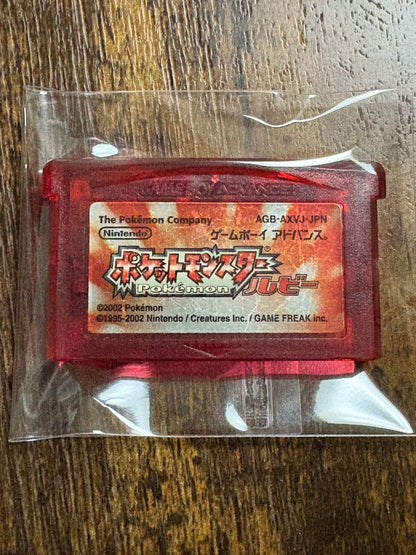 GAME BOY ADVANCE
The Pokémon Company AGB-AXVJ-JPN
Nintendo ゲームボーイ アドバンス
ポケットモンスター
Pokémon ルビー
©2002 Pokémon
©1995-2002 Nintendo / Creatures inc. / GAME FREAK inc.